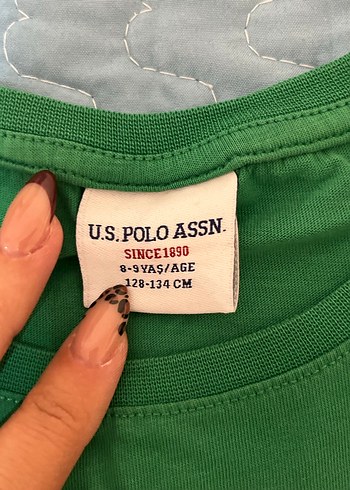 U.S. POLO ASSN.
SINCE 1890
8-9 YAŞ/AGE
128-134 CM